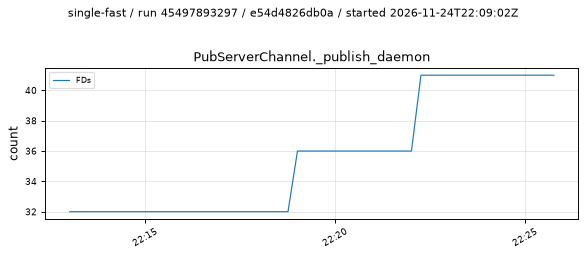 single-fast / run 45497893297 / e54d4826db0a / started 2026-11-24T22:09:02Z
PubServerChannel._publish_daemon
FDs
count
40
38
36
34
32
22:15
22:20
22:25